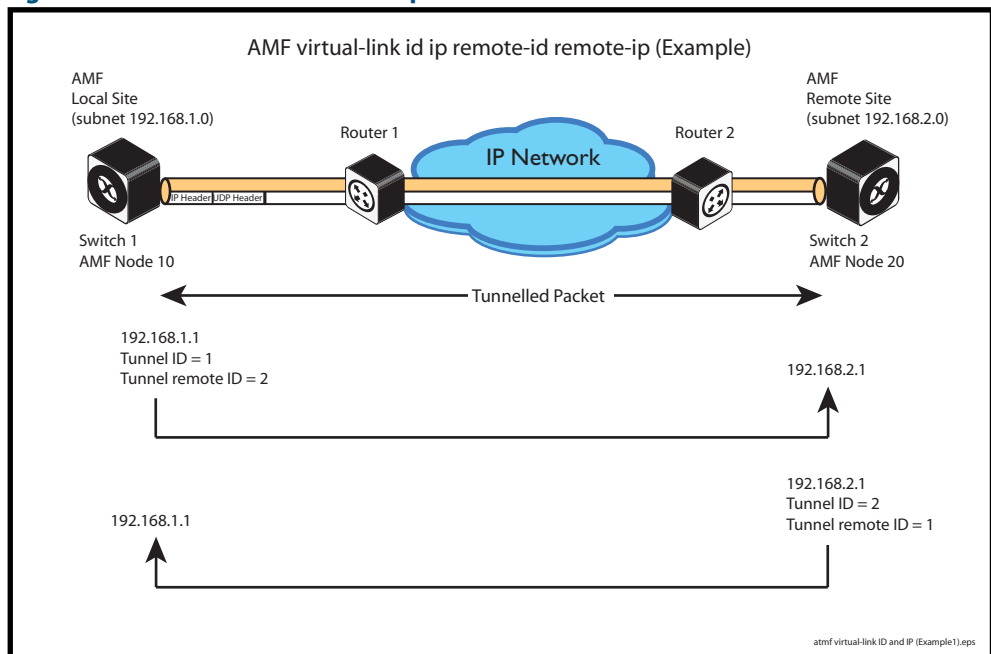 AMF virtual-link id ip remote-id remote-ip (Example)
AMF
Local Site
(subnet 192.168.1.0)
AMF
Remote Site
(subnet 192.168.2.0)
Router 1
Router 2
IP Network
IP Header
UDP Header
Switch 1
AMF Node 10
Switch 2
AMF Node 20
Tunnelled Packet
192.168.1.1
Tunnel ID = 1
Tunnel remote ID = 2
192.168.2.1
192.168.2.1
Tunnel ID = 2
Tunnel remote ID = 1
192.168.1.1
atmf virtual-link ID and IP (Example1).eps